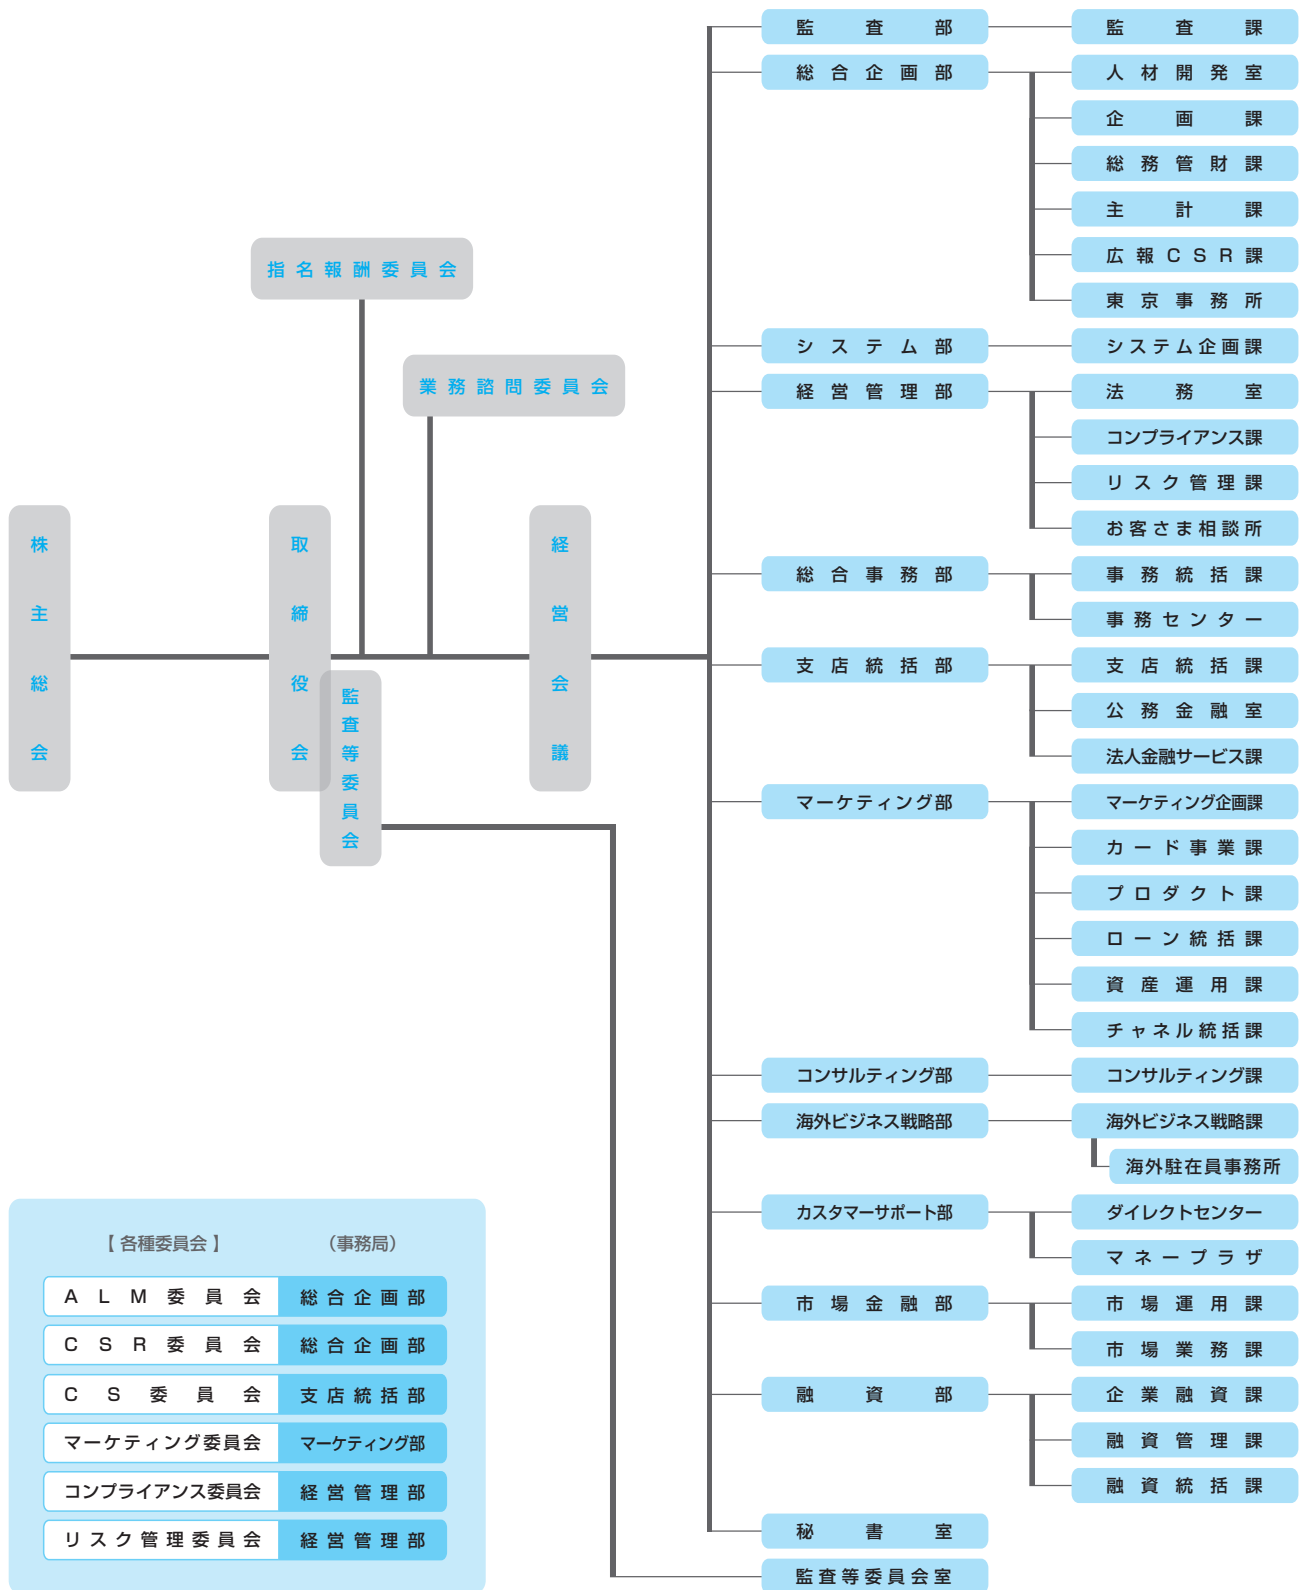 株主総会
取締役会
監査等委員会
指名報酬委員会
業務諮問委員会
経営会議
監査部
監査課
総合企画部
人材開発室
企画課
総務管財課
主計課
広報CSR課
東京事務所
システム部
システム企画課
経営管理部
法務室
コンプライアンス課
リスク管理課
お客さま相談所
総合事務部
事務統括課
事務センター
支店統括部
支店統括課
公務金融室
法人金融サービス課
マーケティング部
マーケティング企画課
カード事業課
プロダクト課
ローン統括課
資産運用課
チャネル統括課
コンサルティング部
コンサルティング課
海外ビジネス戦略部
海外ビジネス戦略課
海外駐在員事務所
カスタマーサポート部
ダイレクトセンター
マネープラザ
市場金融部
市場運用課
市場業務課
融資部
企業融資課
融資管理課
融資統括課
秘書室
監査等委員会室
【各種委員会】 (事務局)
ALM委員会 総合企画部
CSR委員会 総合企画部
CS委員会 支店統括部
マーケティング委員会 マーケティング部
コンプライアンス委員会 経営管理部
リスク管理委員会 経営管理部